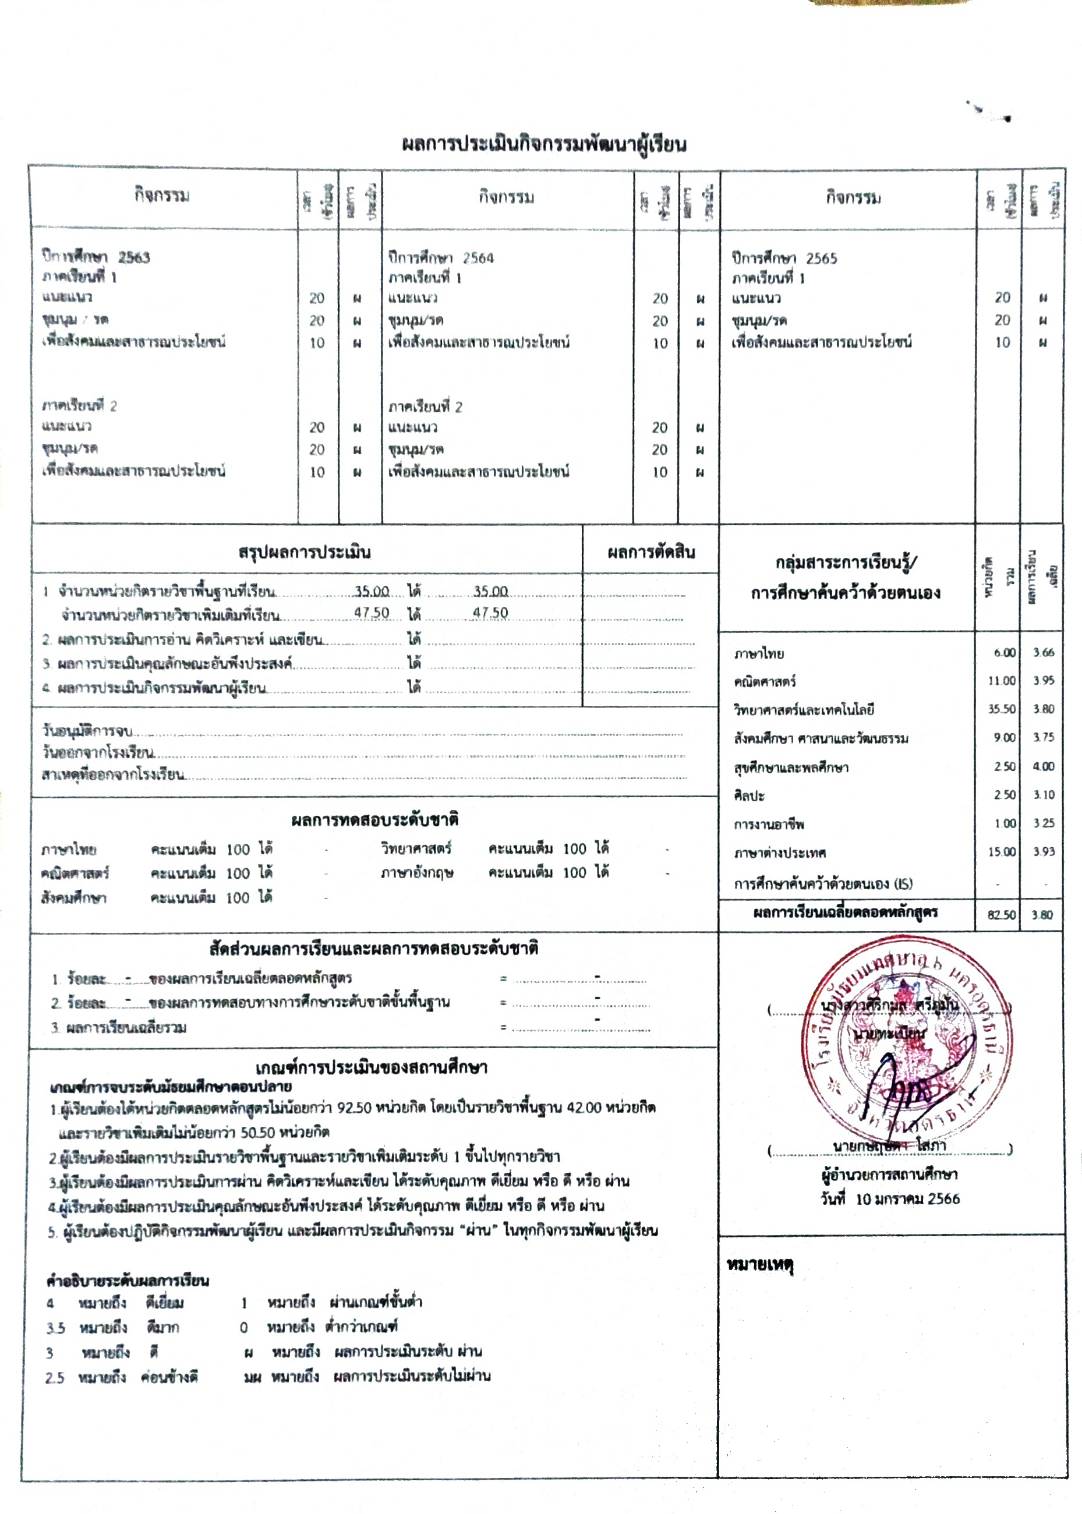 ผลการประเมินกิจกรรมพัฒนาผู้เรียน
กิจกรรม เวลา (ชั่วโมง) ผลการประเมิน กิจกรรม เวลา (ชั่วโมง) ผลการประเมิน กิจกรรม เวลา (ชั่วโมง) ผลการประเมิน
ปีการศึกษา 2563 ปีการศึกษา 2564 ปีการศึกษา 2565
ภาคเรียนที่ 1 ภาคเรียนที่ 1 ภาคเรียนที่ 1
แนะแนว 20 ผ แนะแนว 20 ผ แนะแนว 20 ผ
ชุมนุม / รด 20 ผ ชุมนุม/รด 20 ผ ชุมนุม/รด 20 ผ
เพื่อสังคมและสาธารณประโยชน์ 10 ผ เพื่อสังคมและสาธารณประโยชน์ 10 ผ เพื่อสังคมและสาธารณประโยชน์ 10 ผ
ภาคเรียนที่ 2 ภาคเรียนที่ 2
แนะแนว 20 ผ แนะแนว 20 ผ
ชุมนุม/รด 20 ผ ชุมนุม/รด 20 ผ
เพื่อสังคมและสาธารณประโยชน์ 10 ผ เพื่อสังคมและสาธารณประโยชน์ 10 ผ
สรุปผลการประเมิน ผลการตัดสิน
1 จำนวนหน่วยกิตรายวิชาพื้นฐานที่เรียน 35.00 ได้ 35.00
จำนวนหน่วยกิตรายวิชาเพิ่มเติมที่เรียน 47.50 ได้ 47.50
2. ผลการประเมินการอ่าน คิดวิเคราะห์ และเขียน ได้
3. ผลการประเมินคุณลักษณะอันพึงประสงค์ ได้
4. ผลการประเมินกิจกรรมพัฒนาผู้เรียน ได้
วันอนุมัติการจบ
วันออกจากโรงเรียน
สาเหตุที่ออกจากโรงเรียน
ผลการทดสอบระดับชาติ
ภาษาไทย คะแนนเต็ม 100 ได้ - วิทยาศาสตร์ คะแนนเต็ม 100 ได้ -
คณิตศาสตร์ คะแนนเต็ม 100 ได้ - ภาษาอังกฤษ คะแนนเต็ม 100 ได้ -
สังคมศึกษา คะแนนเต็ม 100 ได้ -
สัดส่วนผลการเรียนและผลการทดสอบระดับชาติ
1. ร้อยละ - ของผลการเรียนเฉลี่ยตลอดหลักสูตร = -
2. ร้อยละ - ของผลการทดสอบทางการศึกษาระดับชาติขั้นพื้นฐาน = -
3. ผลการเรียนเฉลี่ยรวม = -
เกณฑ์การประเมินของสถานศึกษา
เกณฑ์การจบระดับมัธยมศึกษาตอนปลาย
1.ผู้เรียนต้องได้หน่วยกิตตลอดหลักสูตรไม่น้อยกว่า 92.50 หน่วยกิต โดยเป็นรายวิชาพื้นฐาน 42.00 หน่วยกิต
และรายวิชาเพิ่มเติมไม่น้อยกว่า 50.50 หน่วยกิต
2.ผู้เรียนต้องมีผลการประเมินรายวิชาพื้นฐานและรายวิชาเพิ่มเติมระดับ 1 ขึ้นไปทุกรายวิชา
3.ผู้เรียนต้องมีผลการประเมินการผ่าน คิดวิเคราะห์และเขียน ได้ระดับคุณภาพ ดีเยี่ยม หรือ ดี หรือ ผ่าน
4.ผู้เรียนต้องมีผลการประเมินคุณลักษณะอันพึงประสงค์ ได้ระดับคุณภาพ ดีเยี่ยม หรือ ดี หรือ ผ่าน
5. ผู้เรียนต้องปฏิบัติกิจกรรมพัฒนาผู้เรียน และมีผลการประเมินกิจกรรม "ผ่าน" ในทุกกิจกรรมพัฒนาผู้เรียน
คำอธิบายระดับผลการเรียน
4 หมายถึง ดีเยี่ยม 1 หมายถึง ผ่านเกณฑ์ขั้นต่ำ
3.5 หมายถึง ดีมาก 0 หมายถึง ต่ำกว่าเกณฑ์
3 หมายถึง ดี ผ หมายถึง ผลการประเมินระดับ ผ่าน
2.5 หมายถึง ค่อนข้างดี มผ หมายถึง ผลการประเมินระดับไม่ผ่าน
กลุ่มสาระการเรียนรู้/ การศึกษาค้นคว้าด้วยตนเอง หน่วยกิตรวม ผลการเรียนเฉลี่ย
ภาษาไทย 6.00 3.66
คณิตศาสตร์ 11.00 3.95
วิทยาศาสตร์และเทคโนโลยี 35.50 3.80
สังคมศึกษา ศาสนาและวัฒนธรรม 9.00 3.75
สุขศึกษาและพลศึกษา 2.50 4.00
ศิลปะ 2.50 3.10
การงานอาชีพ 1.00 3.25
ภาษาต่างประเทศ 15.00 3.93
การศึกษาค้นคว้าด้วยตนเอง (IS) - -
ผลการเรียนเฉลี่ยตลอดหลักสูตร 82.50 3.80
( นางสาวศิริกมล ศรีภูมั่น )
นายทะเบียน
( โสภา )
ผู้อำนวยการสถานศึกษา
วันที่ 10 มกราคม 2566
หมายเหตุ